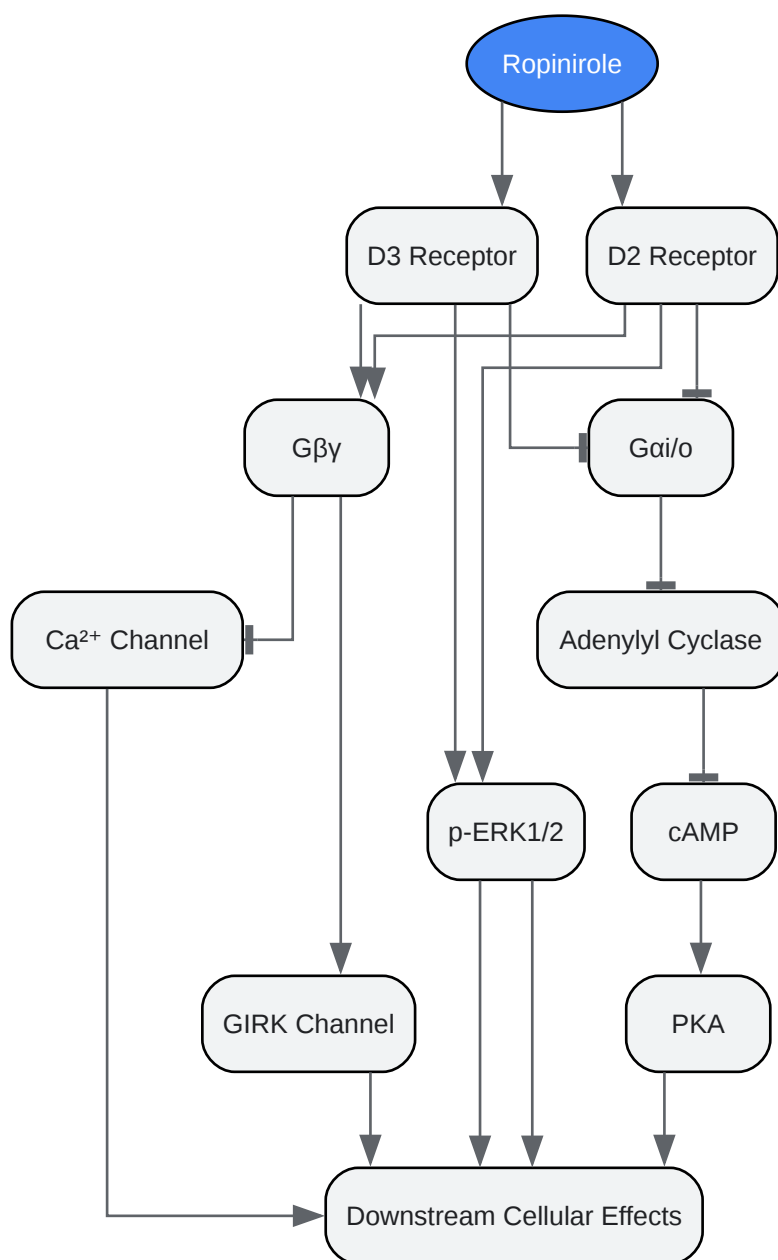 Ropinirole
D3 Receptor
D2 Receptor
Gβγ
Gαi/o
Ca²⁺ Channel
Adenylyl Cyclase
p-ERK1/2
cAMP
GIRK Channel
PKA
Downstream Cellular Effects